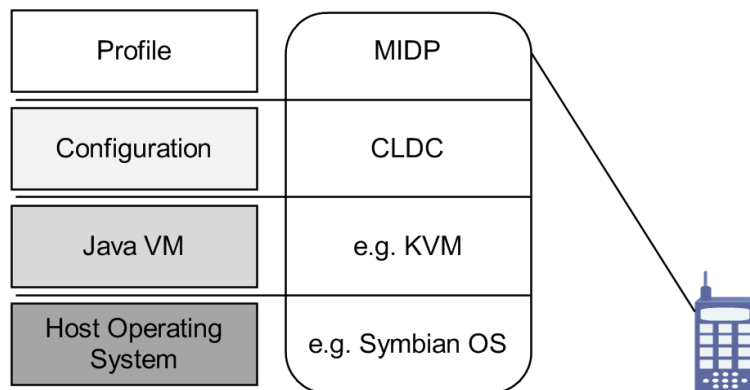 Profile
MIDP
Configuration
CLDC
Java VM
e.g. KVM
Host Operating
System
e.g. Symbian OS